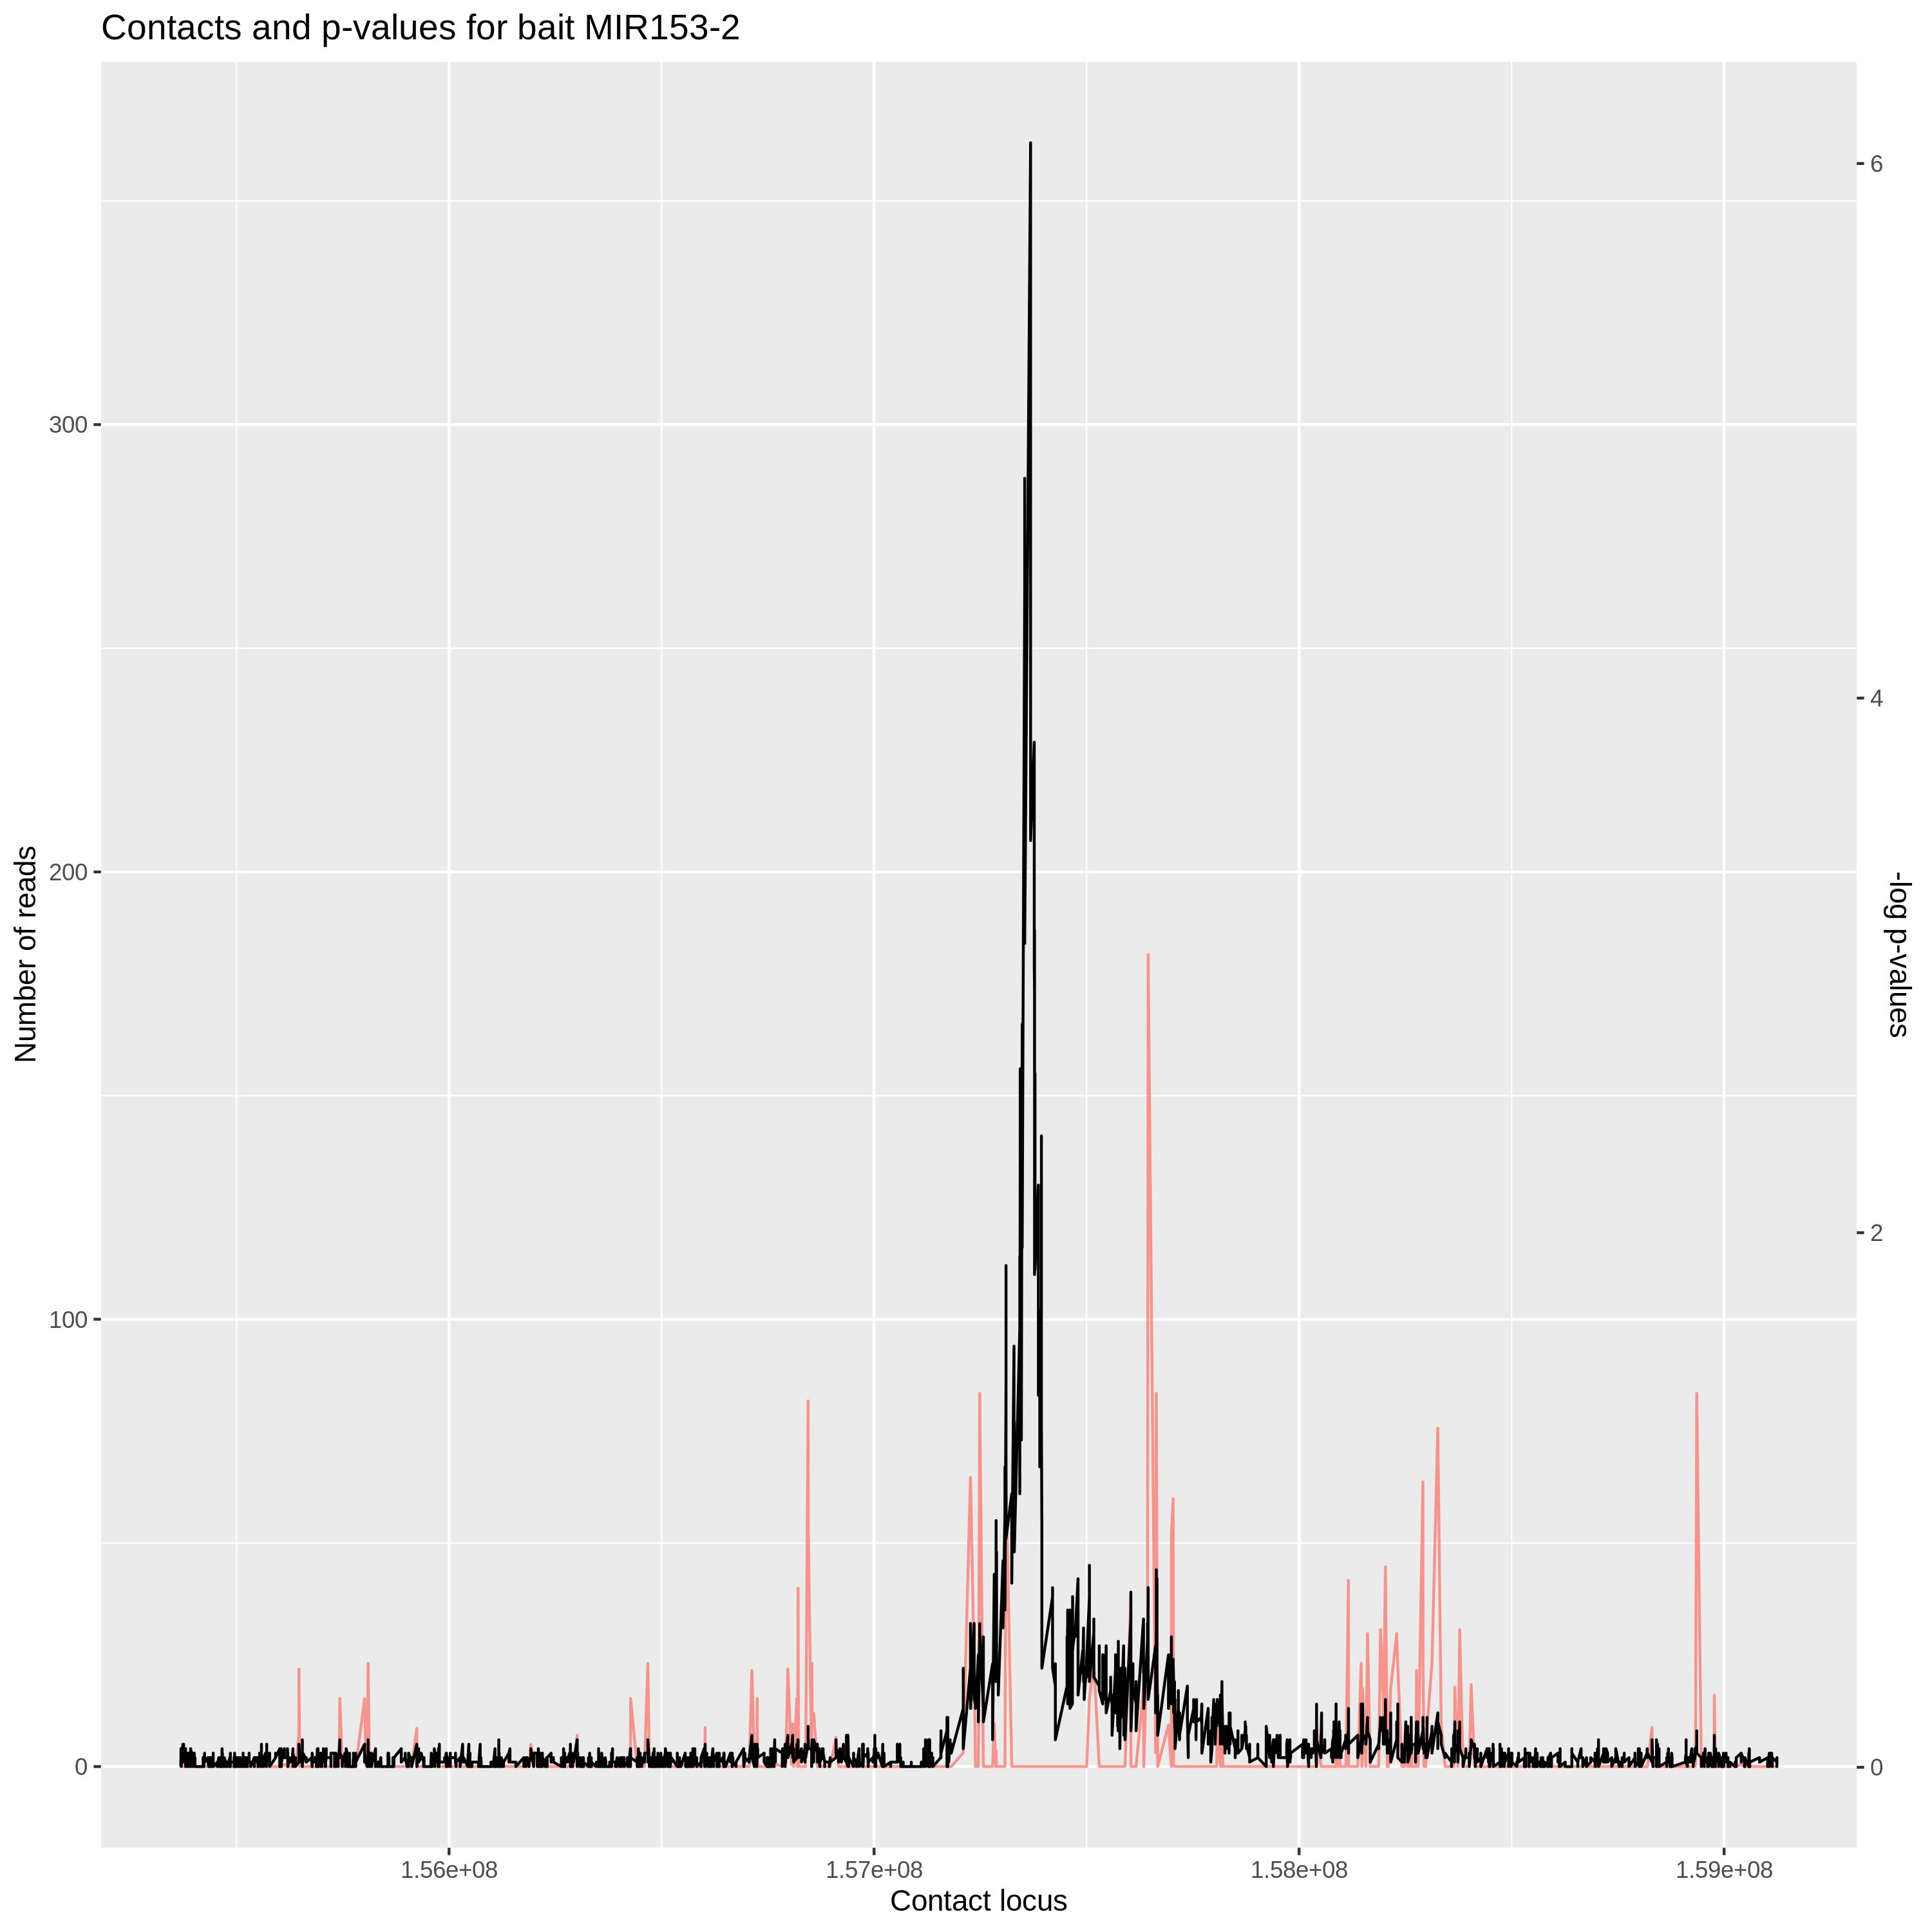 Contacts and p-values for bait MIR153-2
Number of reads
300
200
100
0
6
4
2
0
-log p-values
1.56e+08
1.57e+08
1.58e+08
1.59e+08
Contact locus